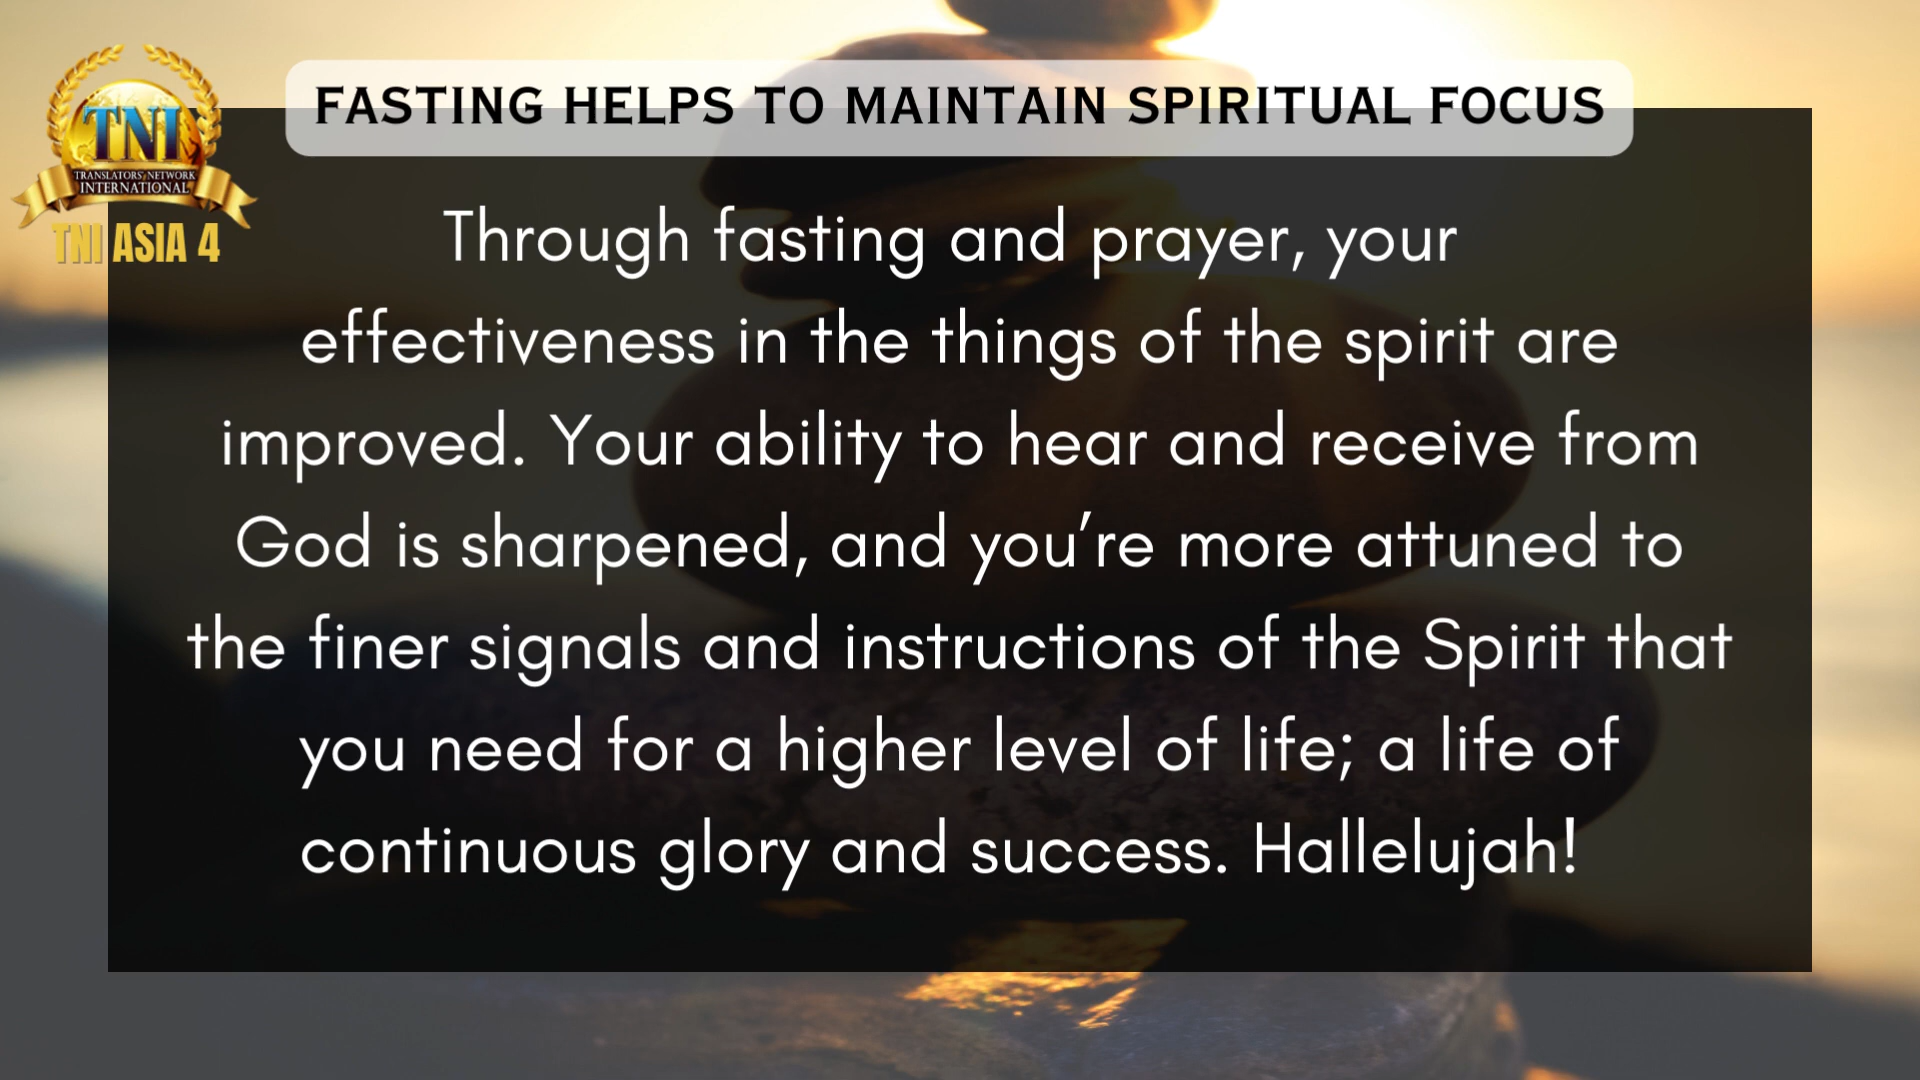 FASTING HELPS TO MAINTAIN SPIRITUAL FOCUS
TNI
TRANSLATORS' NETWORK
INTERNATIONAL
TNI ASIA 4
Through fasting and prayer, your
effectiveness in the things of the spirit are
improved. Your ability to hear and receive from
God is sharpened, and you’re more attuned to
the finer signals and instructions of the Spirit that
you need for a higher level of life; a life of
continuous glory and success. Hallelujah!